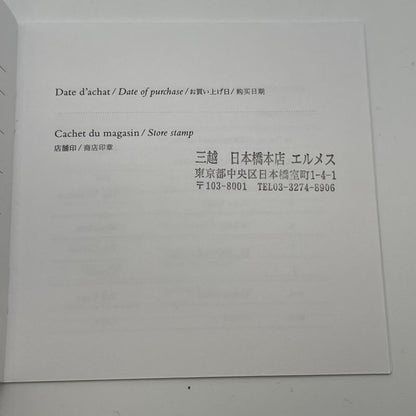 Date d'achat / Date of purchase / お買い上げ日 / 购买日期
Cachet du magasin / Store stamp
店舗印 / 商店印章
三越 日本橋本店 エルメス
東京都中央区日本橋室町1-4-1
〒103-8001 TEL03-3274-8906